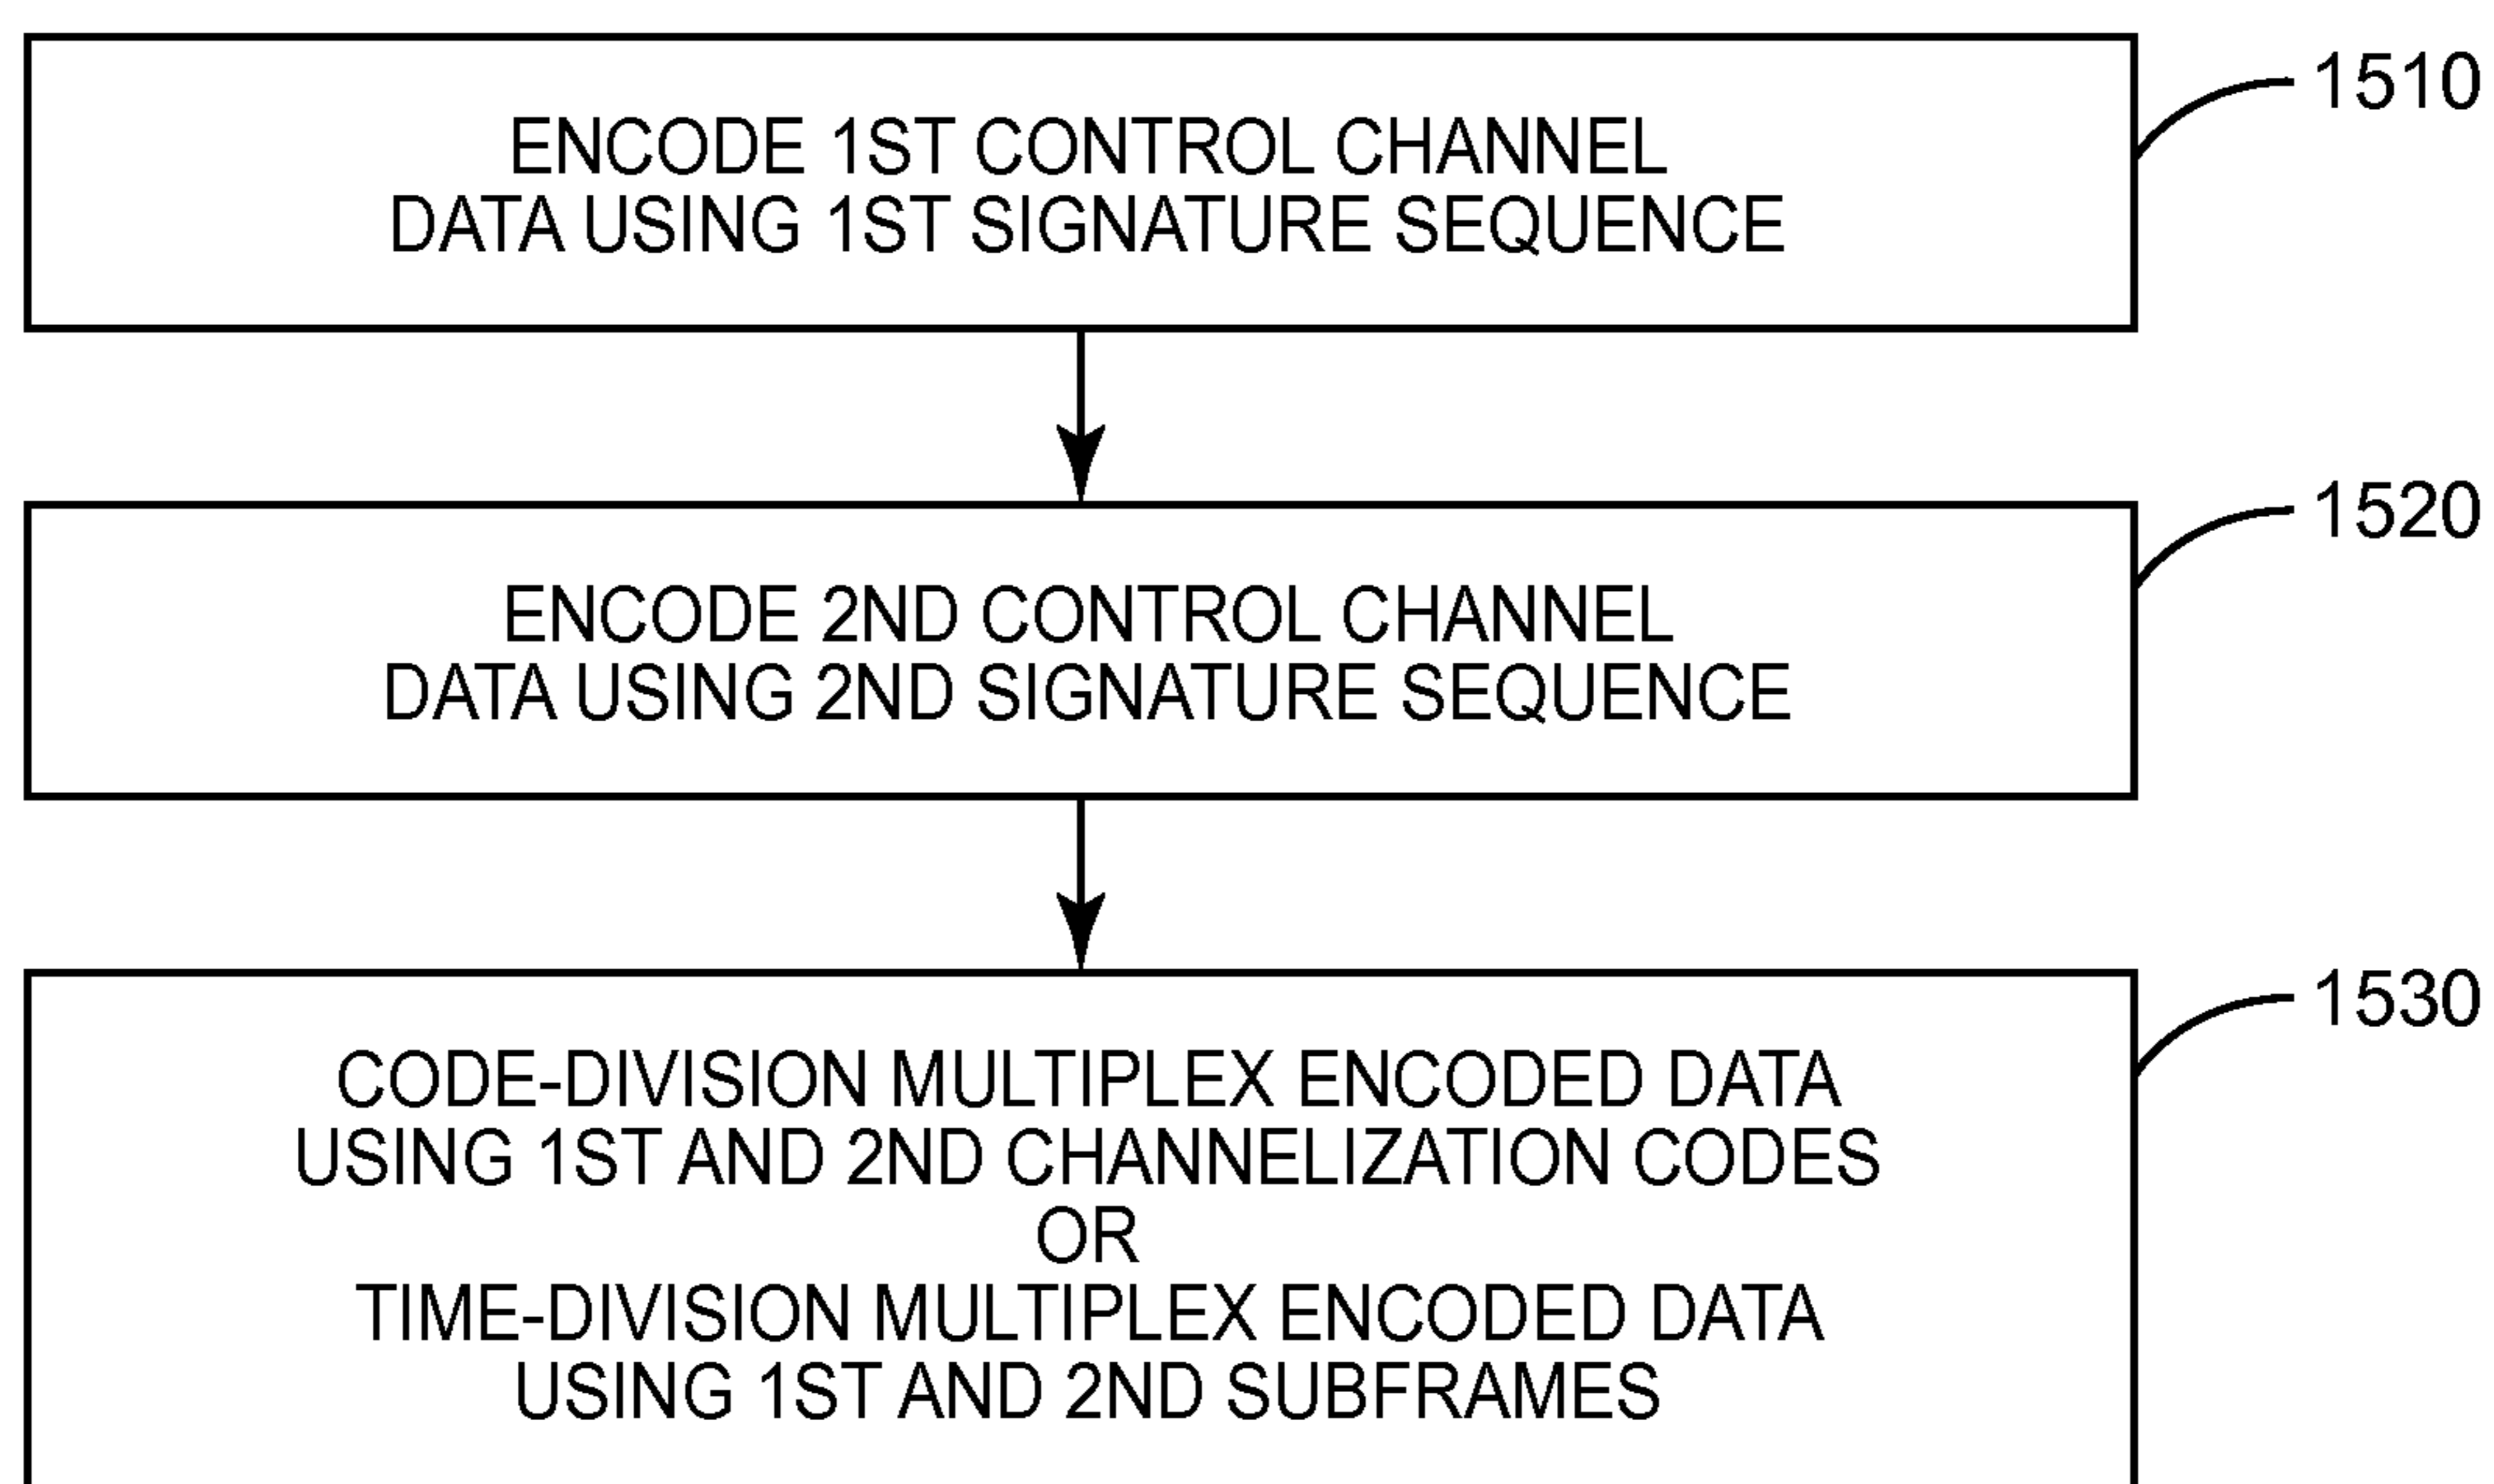 1510
ENCODE 1ST CONTROL CHANNEL
DATA USING 1ST SIGNATURE SEQUENCE
1520
ENCODE 2ND CONTROL CHANNEL
DATA USING 2ND SIGNATURE SEQUENCE
1530
CODE-DIVISION MULTIPLEX ENCODED DATA
USING 1ST AND 2ND CHANNELIZATION CODES
OR
TIME-DIVISION MULTIPLEX ENCODED DATA
USING 1ST AND 2ND SUBFRAMES